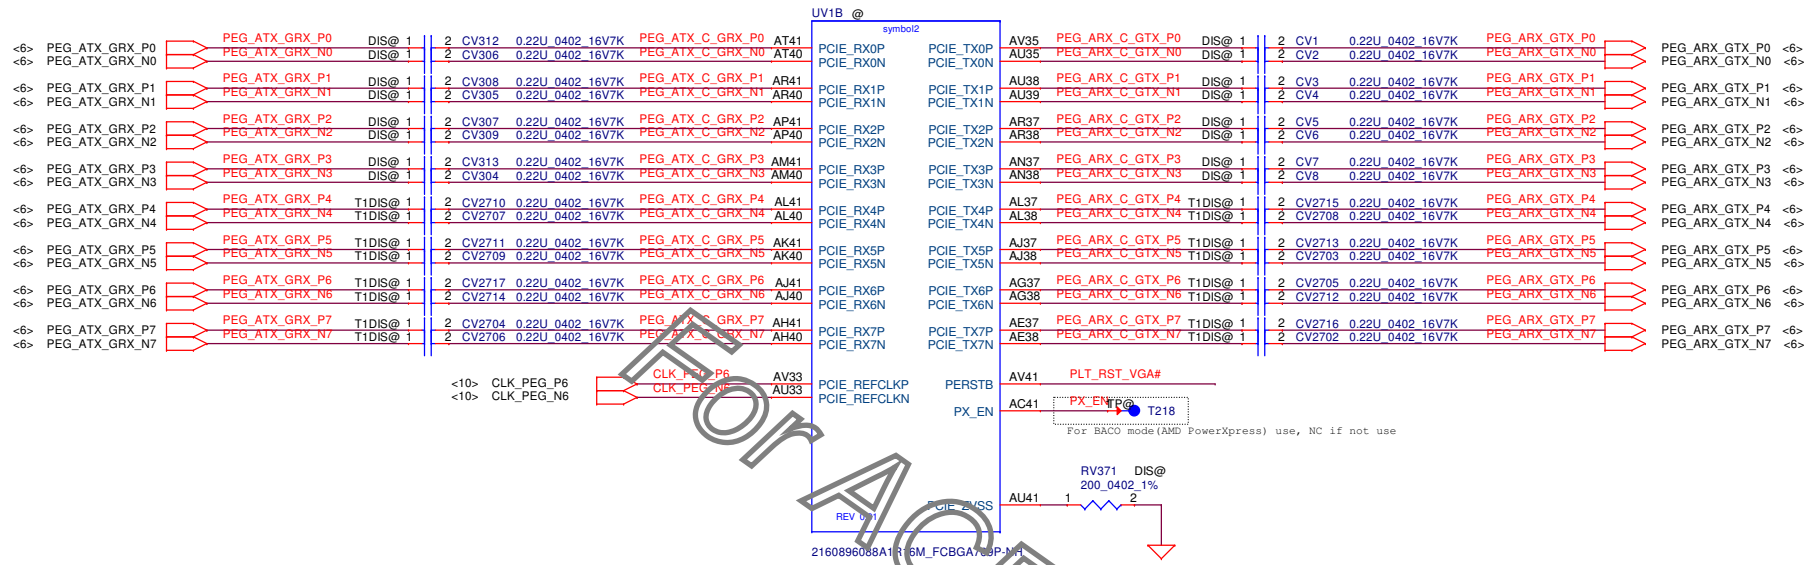 UV1B @
symbol2
<6> PEG_ATX_GRX_P0 PEG_ATX_GRX_P0 DIS@ 1 2 CV312 0.22U_0402_16V7K PEG_ATX_C_GRX_P0 AT41 PCIE_RX0P PCIE_TX0P AV35 PEG_ARX_C_GTX_P0 DIS@ 1 2 CV1 0.22U_0402_16V7K PEG_ARX_GTX_P0 PEG_ARX_GTX_P0 <6>
<6> PEG_ATX_GRX_N0 PEG_ATX_GRX_N0 DIS@ 1 2 CV306 0.22U_0402_16V7K PEG_ATX_C_GRX_N0 AT40 PCIE_RX0N PCIE_TX0N AU35 PEG_ARX_C_GTX_N0 DIS@ 1 2 CV2 0.22U_0402_16V7K PEG_ARX_GTX_N0 PEG_ARX_GTX_N0 <6>
<6> PEG_ATX_GRX_P1 PEG_ATX_GRX_P1 DIS@ 1 2 CV308 0.22U_0402_16V7K PEG_ATX_C_GRX_P1 AR41 PCIE_RX1P PCIE_TX1P AU38 PEG_ARX_C_GTX_P1 DIS@ 1 2 CV3 0.22U_0402_16V7K PEG_ARX_GTX_P1 PEG_ARX_GTX_P1 <6>
<6> PEG_ATX_GRX_N1 PEG_ATX_GRX_N1 DIS@ 1 2 CV305 0.22U_0402_16V7K PEG_ATX_C_GRX_N1 AR40 PCIE_RX1N PCIE_TX1N AU39 PEG_ARX_C_GTX_N1 DIS@ 1 2 CV4 0.22U_0402_16V7K PEG_ARX_GTX_N1 PEG_ARX_GTX_N1 <6>
<6> PEG_ATX_GRX_P2 PEG_ATX_GRX_P2 DIS@ 1 2 CV307 0.22U_0402_16V7K PEG_ATX_C_GRX_P2 AP41 PCIE_RX2P PCIE_TX2P AR37 PEG_ARX_C_GTX_P2 DIS@ 1 2 CV5 0.22U_0402_16V7K PEG_ARX_GTX_P2 PEG_ARX_GTX_P2 <6>
<6> PEG_ATX_GRX_N2 PEG_ATX_GRX_N2 DIS@ 1 2 CV309 0.22U_0402_16V7K PEG_ATX_C_GRX_N2 AP40 PCIE_RX2N PCIE_TX2N AR38 PEG_ARX_C_GTX_N2 DIS@ 1 2 CV6 0.22U_0402_16V7K PEG_ARX_GTX_N2 PEG_ARX_GTX_N2 <6>
<6> PEG_ATX_GRX_P3 PEG_ATX_GRX_P3 DIS@ 1 2 CV313 0.22U_0402_16V7K PEG_ATX_C_GRX_P3 AM41 PCIE_RX3P PCIE_TX3P AN37 PEG_ARX_C_GTX_P3 DIS@ 1 2 CV7 0.22U_0402_16V7K PEG_ARX_GTX_P3 PEG_ARX_GTX_P3 <6>
<6> PEG_ATX_GRX_N3 PEG_ATX_GRX_N3 DIS@ 1 2 CV304 0.22U_0402_16V7K PEG_ATX_C_GRX_N3 AM40 PCIE_RX3N PCIE_TX3N AN38 PEG_ARX_C_GTX_N3 DIS@ 1 2 CV8 0.22U_0402_16V7K PEG_ARX_GTX_N3 PEG_ARX_GTX_N3 <6>
<6> PEG_ATX_GRX_P4 PEG_ATX_GRX_P4 T1DIS@ 1 2 CV2710 0.22U_0402_16V7K PEG_ATX_C_GRX_P4 AL41 PCIE_RX4P PCIE_TX4P AL37 PEG_ARX_C_GTX_P4 T1DIS@ 1 2 CV2715 0.22U_0402_16V7K PEG_ARX_GTX_P4 PEG_ARX_GTX_P4 <6>
<6> PEG_ATX_GRX_N4 PEG_ATX_GRX_N4 T1DIS@ 1 2 CV2707 0.22U_0402_16V7K PEG_ATX_C_GRX_N4 AL40 PCIE_RX4N PCIE_TX4N AL38 PEG_ARX_C_GTX_N4 T1DIS@ 1 2 CV2708 0.22U_0402_16V7K PEG_ARX_GTX_N4 PEG_ARX_GTX_N4 <6>
<6> PEG_ATX_GRX_P5 PEG_ATX_GRX_P5 T1DIS@ 1 2 CV2711 0.22U_0402_16V7K PEG_ATX_C_GRX_P5 AK41 PCIE_RX5P PCIE_TX5P AJ37 PEG_ARX_C_GTX_P5 T1DIS@ 1 2 CV2713 0.22U_0402_16V7K PEG_ARX_GTX_P5 PEG_ARX_GTX_P5 <6>
<6> PEG_ATX_GRX_N5 PEG_ATX_GRX_N5 T1DIS@ 1 2 CV2709 0.22U_0402_16V7K PEG_ATX_C_GRX_N5 AK40 PCIE_RX5N PCIE_TX5N AJ38 PEG_ARX_C_GTX_N5 T1DIS@ 1 2 CV2703 0.22U_0402_16V7K PEG_ARX_GTX_N5 PEG_ARX_GTX_N5 <6>
<6> PEG_ATX_GRX_P6 PEG_ATX_GRX_P6 T1DIS@ 1 2 CV2717 0.22U_0402_16V7K PEG_ATX_C_GRX_P6 AJ41 PCIE_RX6P PCIE_TX6P AG37 PEG_ARX_C_GTX_P6 T1DIS@ 1 2 CV2705 0.22U_0402_16V7K PEG_ARX_GTX_P6 PEG_ARX_GTX_P6 <6>
<6> PEG_ATX_GRX_N6 PEG_ATX_GRX_N6 T1DIS@ 1 2 CV2714 0.22U_0402_16V7K PEG_ATX_C_GRX_N6 AJ40 PCIE_RX6N PCIE_TX6N AG38 PEG_ARX_C_GTX_N6 T1DIS@ 1 2 CV2712 0.22U_0402_16V7K PEG_ARX_GTX_N6 PEG_ARX_GTX_N6 <6>
<6> PEG_ATX_GRX_P7 PEG_ATX_GRX_P7 T1DIS@ 1 2 CV2704 0.22U_0402_16V7K PEG_ATX_C_GRX_P7 AH41 PCIE_RX7P PCIE_TX7P AE37 PEG_ARX_C_GTX_P7 T1DIS@ 1 2 CV2716 0.22U_0402_16V7K PEG_ARX_GTX_P7 PEG_ARX_GTX_P7 <6>
<6> PEG_ATX_GRX_N7 PEG_ATX_GRX_N7 T1DIS@ 1 2 CV2706 0.22U_0402_16V7K PEG_ATX_C_GRX_N7 AH40 PCIE_RX7N PCIE_TX7N AE38 PEG_ARX_C_GTX_N7 T1DIS@ 1 2 CV2702 0.22U_0402_16V7K PEG_ARX_GTX_N7 PEG_ARX_GTX_N7 <6>
<10> CLK_PEG_P6 CLK_PEG_P6 AV33 PCIE_REFCLKP PERSTB AV41 PLT_RST_VGA#
<10> CLK_PEG_N6 CLK_PEG_N6 AU33 PCIE_REFCLKN
PX_EN AC41 PX_EN TP@ T218
For BACO mode(AMD PowerXpress) use, NC if not use
RV371 DIS@
200_0402_1%
PCIE_ZVSS AU41 1 2
For